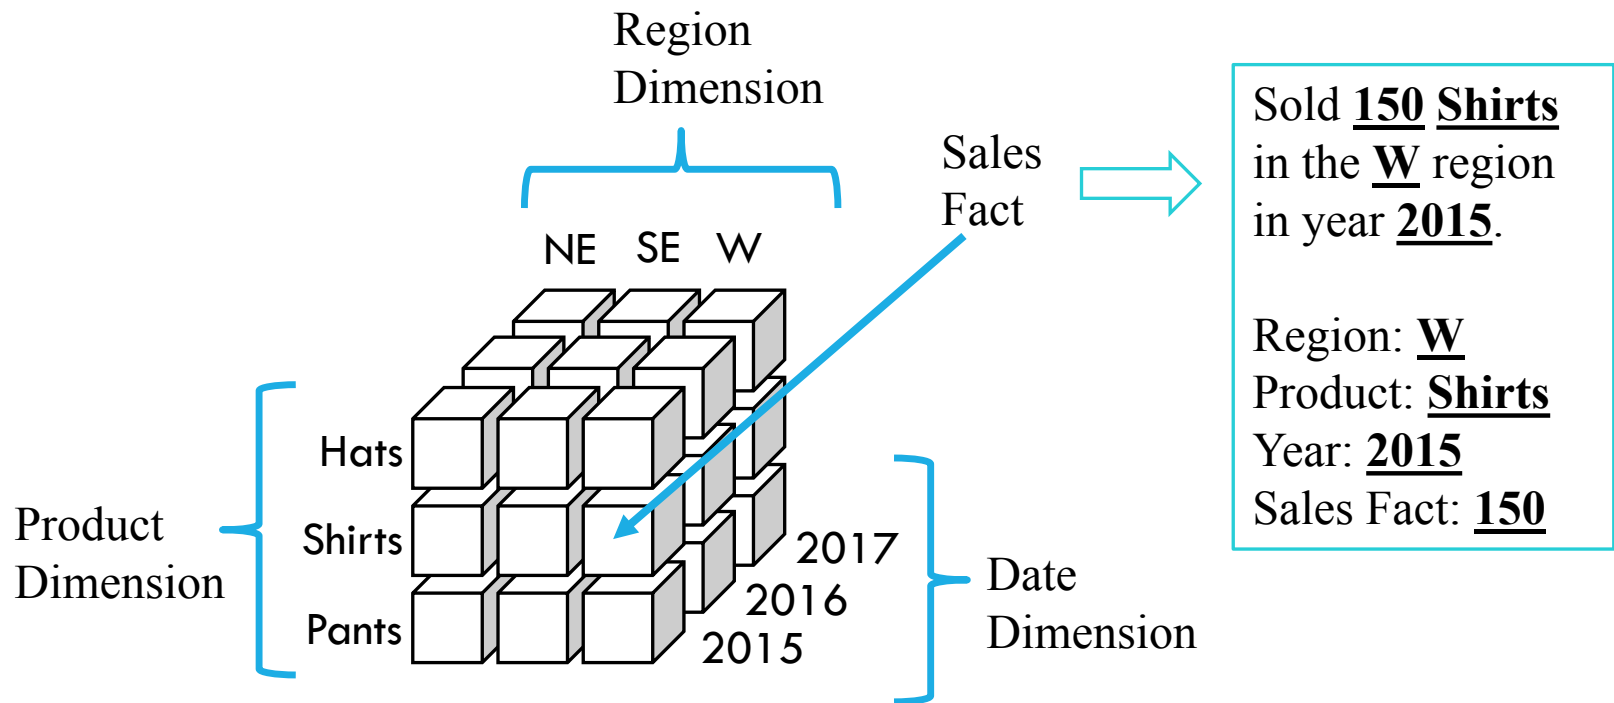 Region
Dimension
Sales
Fact
NE SE W
Hats
Shirts
Pants
Product
Dimension
2017
2016
2015
Date
Dimension
Sold 150 Shirts
in the W region
in year 2015.
Region: W
Product: Shirts
Year: 2015
Sales Fact: 150